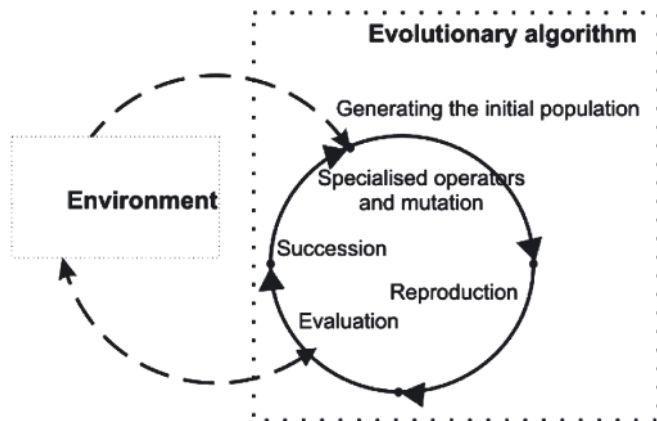 Evolutionary algorithm
Generating the initial population
Specialised operators
and mutation
Environment
Succession
Reproduction
Evaluation